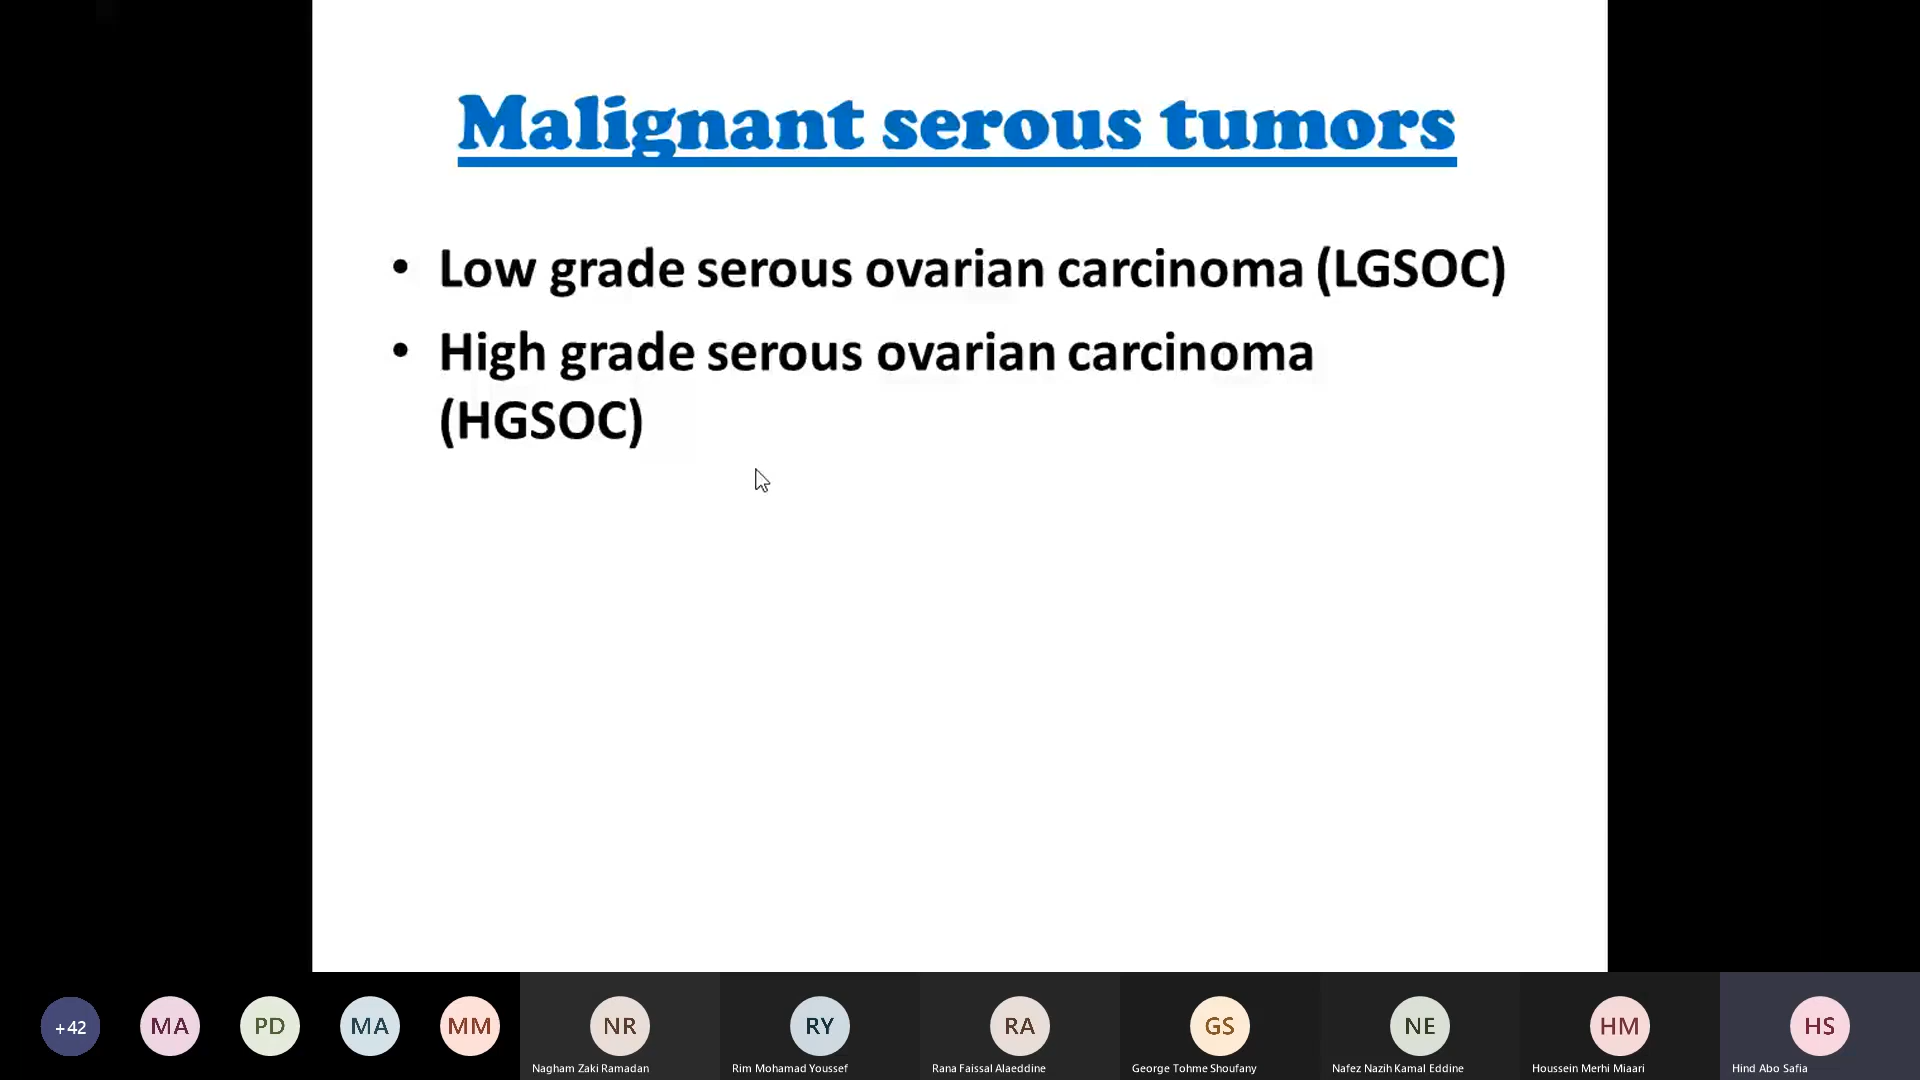 Malignant serous tumors
• Low grade serous ovarian carcinoma (LGSOC)
• High grade serous ovarian carcinoma
(HGSOC)
+42
MA
PD
MA
MM
NR
RY
RA
GS
NE
HM
HS
Nagham Zaki Ramadan
Rim Mohamad Youssef
Rana Faissal Alaeddine
George Tohme Shoufany
Nafez Nazih Kamal Eddine
Houssein Merhi Miaari
Hind Abo Safia